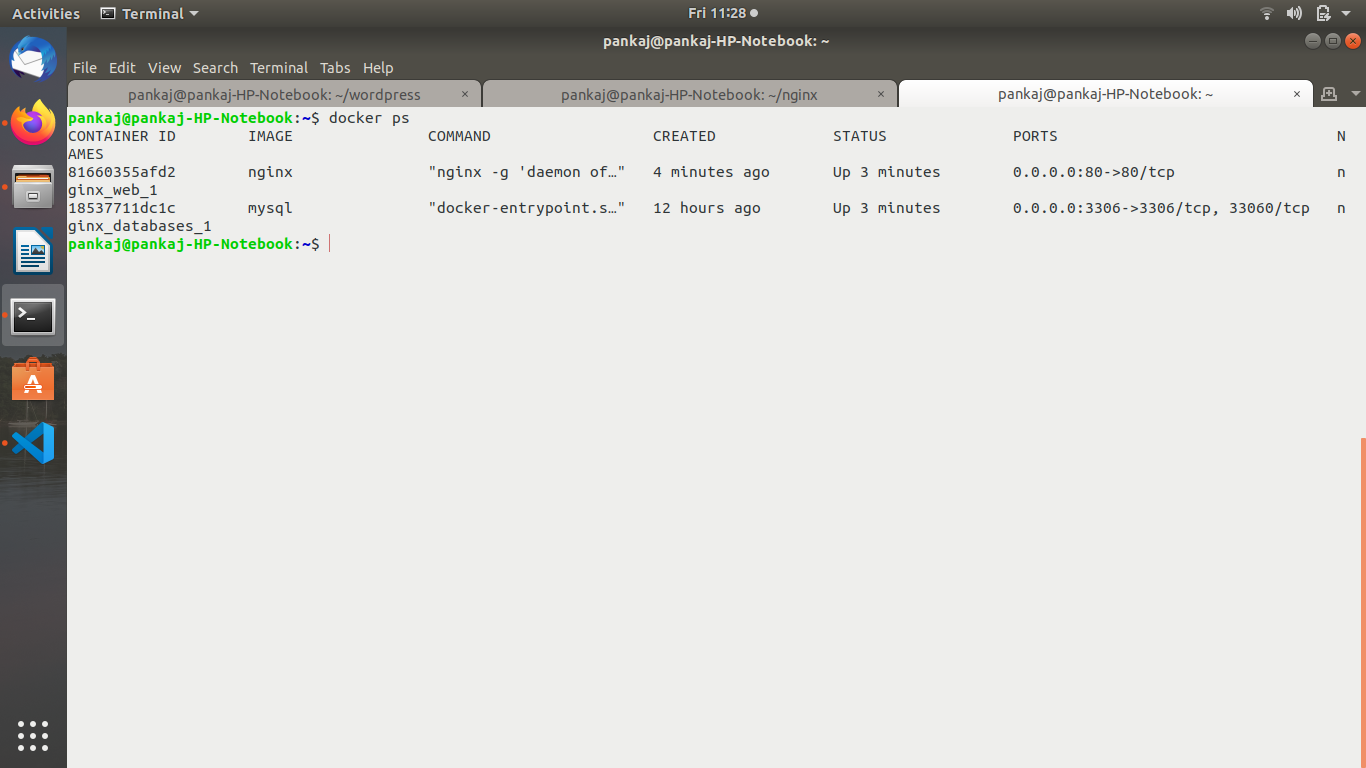 Activities Terminal Fri 11:28
pankaj@pankaj-HP-Notebook: ~
File Edit View Search Terminal Tabs Help
pankaj@pankaj-HP-Notebook: ~/wordpress × pankaj@pankaj-HP-Notebook: ~/nginx × pankaj@pankaj-HP-Notebook: ~ ×
pankaj@pankaj-HP-Notebook:~$ docker ps
CONTAINER ID        IMAGE               COMMAND                  CREATED             STATUS              PORTS                               N
AMES
81660355afd2        nginx               "nginx -g 'daemon of…"   4 minutes ago       Up 3 minutes        0.0.0.0:80->80/tcp                  n
ginx_web_1
18537711dc1c        mysql               "docker-entrypoint.s…"   12 hours ago        Up 3 minutes        0.0.0.0:3306->3306/tcp, 33060/tcp   n
ginx_databases_1
pankaj@pankaj-HP-Notebook:~$